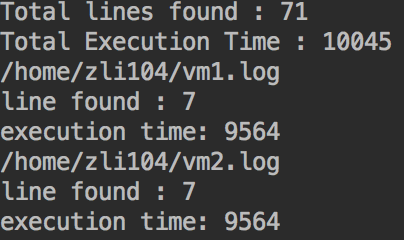 Total lines found : 71
Total Execution Time : 10045
/home/zli104/vm1.log
line found : 7
execution time: 9564
/home/zli104/vm2.log
line found : 7
execution time: 9564